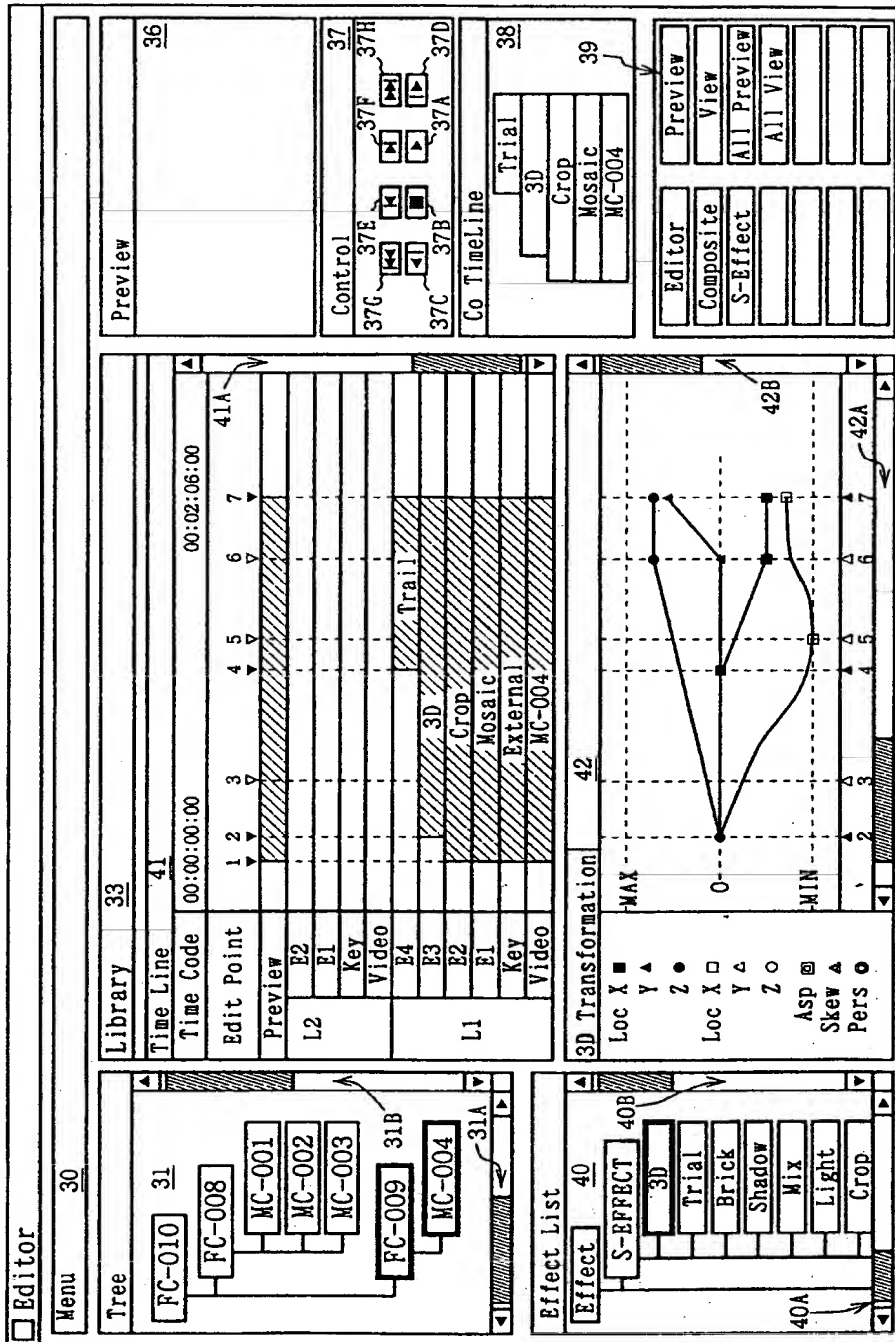 Editor
Menu 30
Tree
31
FC-010
FC-008
MC-001
MC-002
MC-003
FC-009
MC-004
31B
31A
Effect List
40
Effect
S-EFFECT
3D
Trial
Brick
Shadow
Mix
Light
Crop
40B
40A
Library 33
Time Line 41
Time Code 00:00:00:00 00:02:06:00
Edit Point 1 2 3 4 5 6 7
Preview
L2
E2
E1
Key
Video
L1
E4 Trail
E3 3D
E2 Crop
E1 Mosaic
Key External
Video MC-004
41A
3D Transformation 42
Loc X ■
Y ▲
Z ●
Loc X □
Y △
Z ○
Asp
Skew
Pers
MAX
0
MIN
2 3 4 5 6 7
42B
42A
Preview
36
Control 37
37G 37E 37F 37H
37C 37B 37A 37D
Co TimeLine 38
Trial
3D
Crop
Mosaic
MC-004
39
Editor Preview
Composite View
S-Effect All Preview
All View